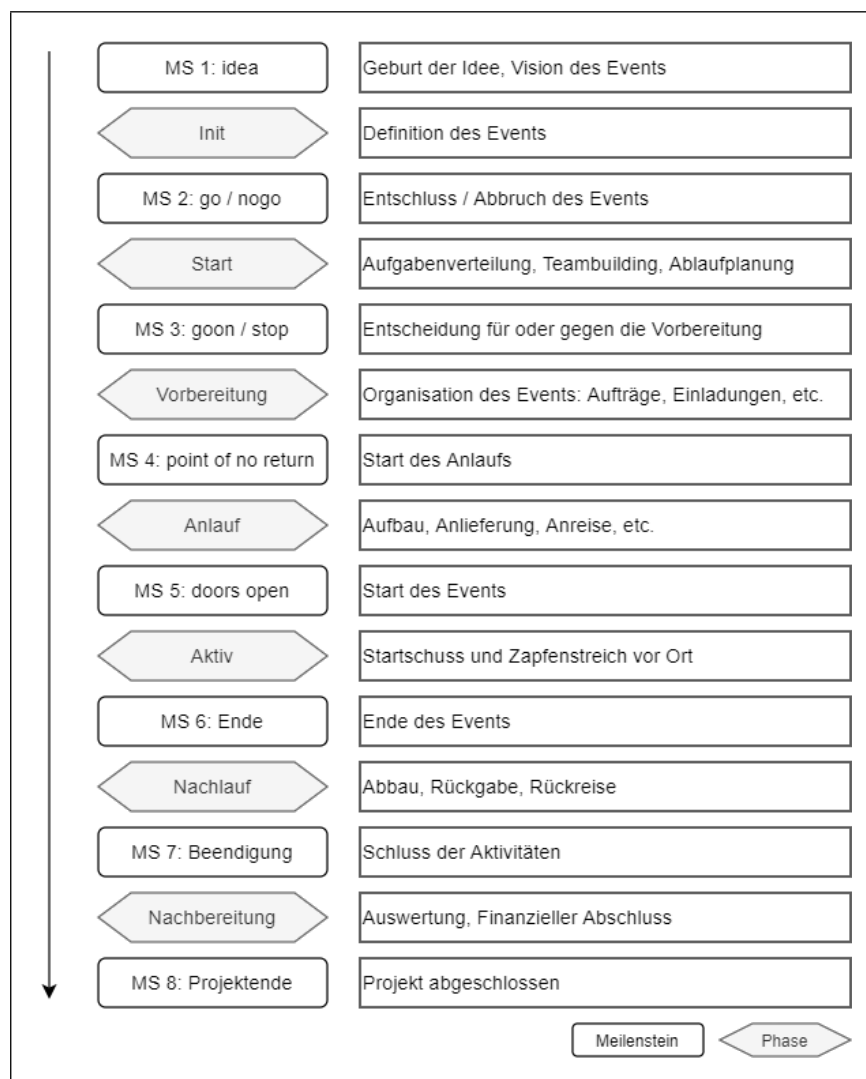 MS 1: idea
Geburt der Idee, Vision des Events
Init
Definition des Events
MS 2: go / nogo
Entschluss / Abbruch des Events
Start
Aufgabenverteilung, Teambuilding, Ablaufplanung
MS 3: goon / stop
Entscheidung für oder gegen die Vorbereitung
Vorbereitung
Organisation des Events: Aufträge, Einladungen, etc.
MS 4: point of no return
Start des Anlaufs
Anlauf
Aufbau, Anlieferung, Anreise, etc.
MS 5: doors open
Start des Events
Aktiv
Startschuss und Zapfenstreich vor Ort
MS 6: Ende
Ende des Events
Nachlauf
Abbau, Rückgabe, Rückreise
MS 7: Beendigung
Schluss der Aktivitäten
Nachbereitung
Auswertung, Finanzieller Abschluss
MS 8: Projektende
Projekt abgeschlossen
Meilenstein
Phase